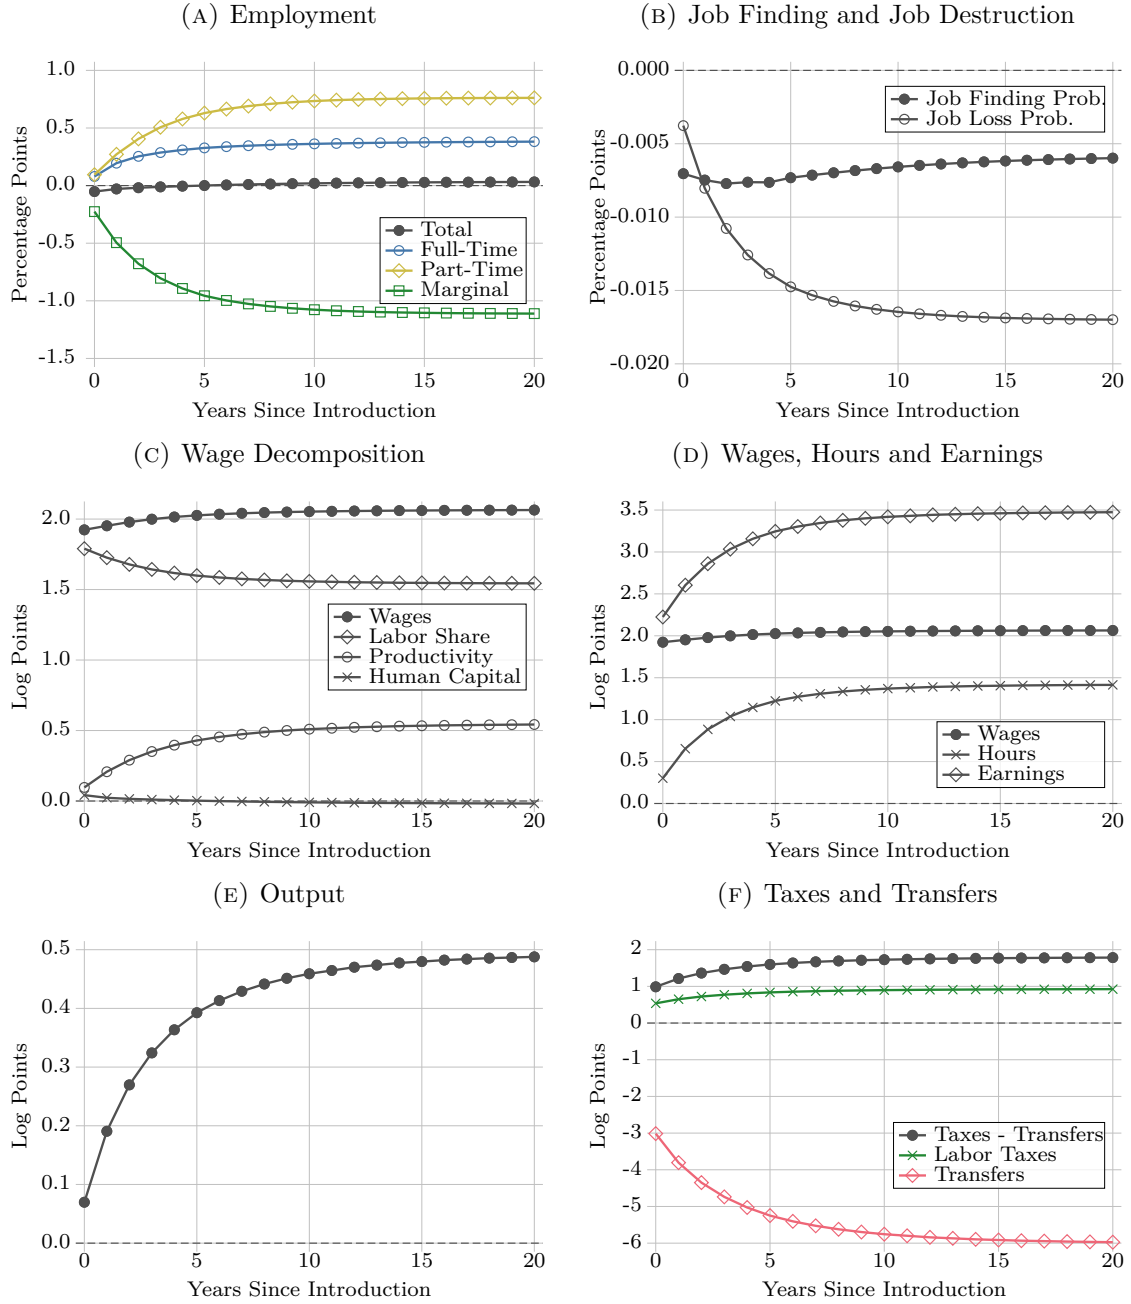 (A) Employment
1.0
0.5
0.0
-0.5
-1.0
-1.5
Percentage Points
Total
Full-Time
Part-Time
Marginal
0 5 10 15 20
Years Since Introduction
(B) Job Finding and Job Destruction
0.000
-0.005
-0.010
-0.015
-0.020
Percentage Points
Job Finding Prob.
Job Loss Prob.
0 5 10 15 20
Years Since Introduction
(C) Wage Decomposition
2.0
1.5
1.0
0.5
0.0
Log Points
Wages
Labor Share
Productivity
Human Capital
0 5 10 15 20
Years Since Introduction
(D) Wages, Hours and Earnings
3.5
3.0
2.5
2.0
1.5
1.0
0.5
0.0
Log Points
Wages
Hours
Earnings
0 5 10 15 20
Years Since Introduction
(E) Output
0.5
0.4
0.3
0.2
0.1
0.0
Log Points
0 5 10 15 20
Years Since Introduction
(F) Taxes and Transfers
2
1
0
-1
-2
-3
-4
-5
-6
Log Points
Taxes - Transfers
Labor Taxes
Transfers
0 5 10 15 20
Years Since Introduction